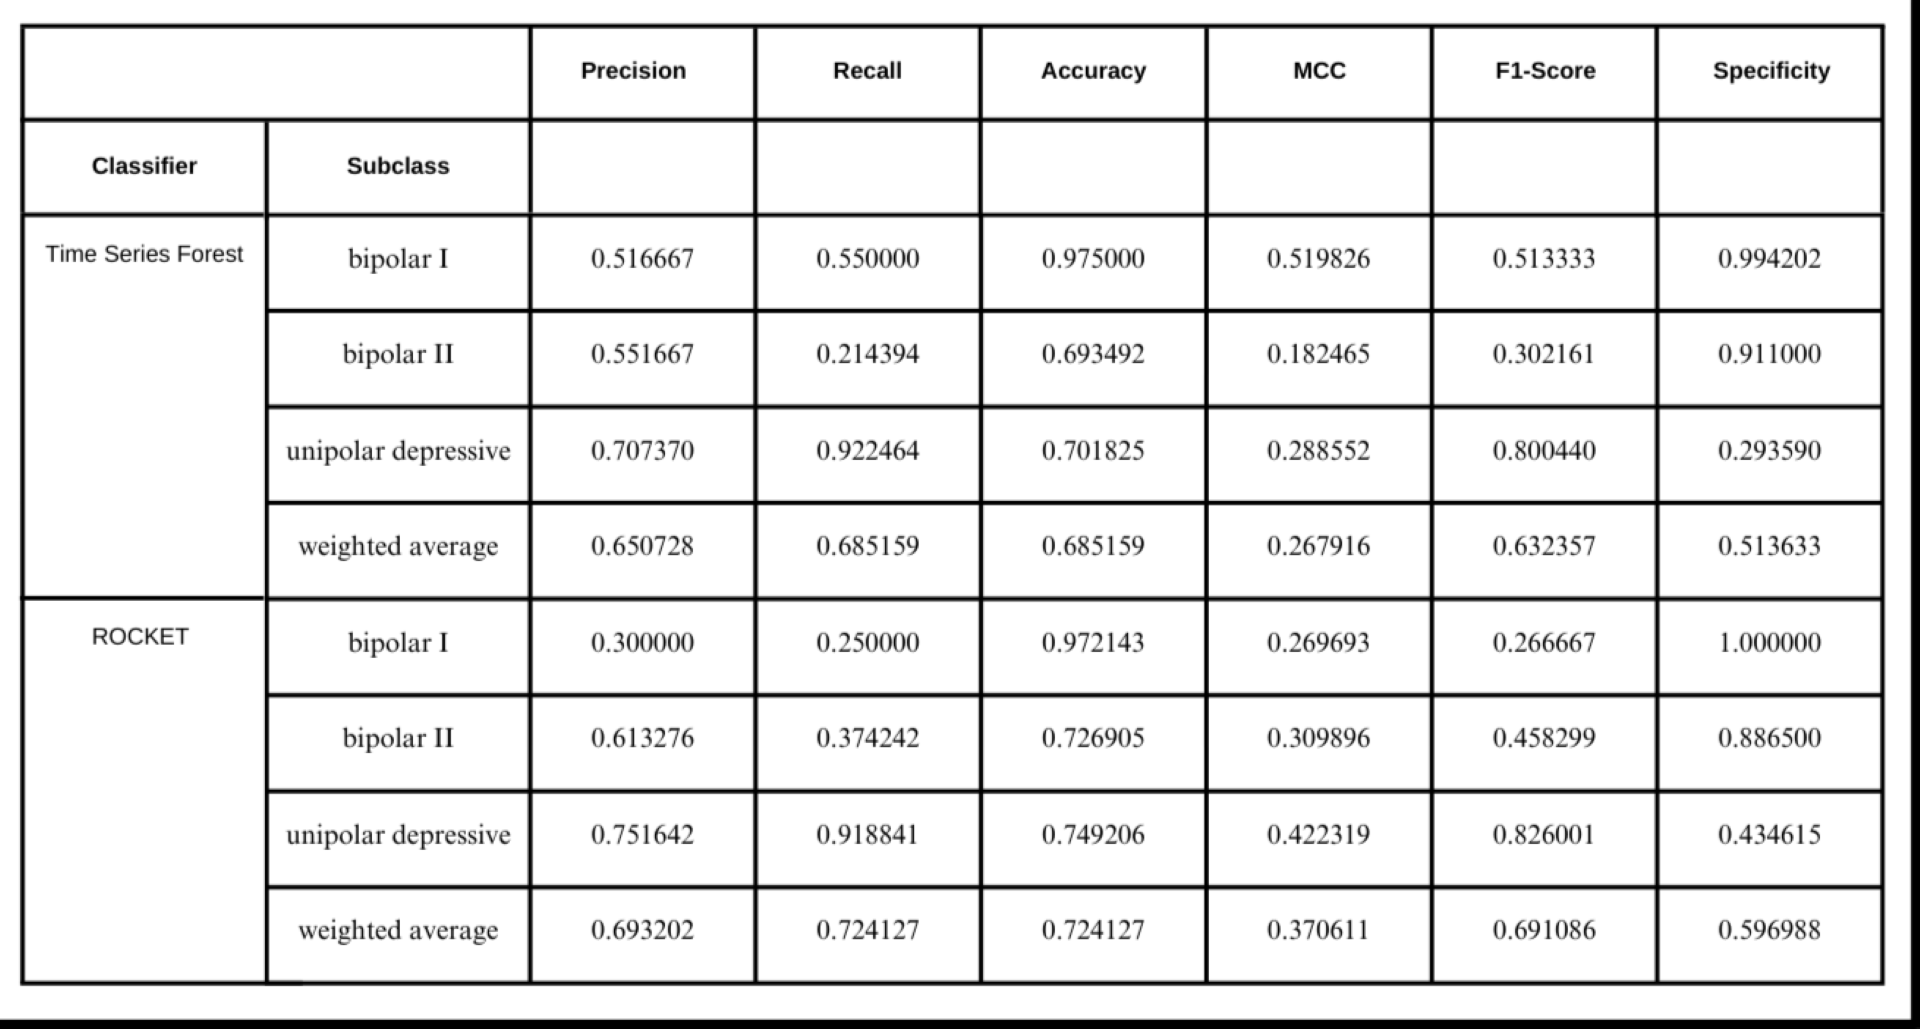 Precision Recall Accuracy MCC F1-Score Specificity
Classifier Subclass
Time Series Forest bipolar I 0.516667 0.550000 0.975000 0.519826 0.513333 0.994202
bipolar II 0.551667 0.214394 0.693492 0.182465 0.302161 0.911000
unipolar depressive 0.707370 0.922464 0.701825 0.288552 0.800440 0.293590
weighted average 0.650728 0.685159 0.685159 0.267916 0.632357 0.513633
ROCKET bipolar I 0.300000 0.250000 0.972143 0.269693 0.266667 1.000000
bipolar II 0.613276 0.374242 0.726905 0.309896 0.458299 0.886500
unipolar depressive 0.751642 0.918841 0.749206 0.422319 0.826001 0.434615
weighted average 0.693202 0.724127 0.724127 0.370611 0.691086 0.596988